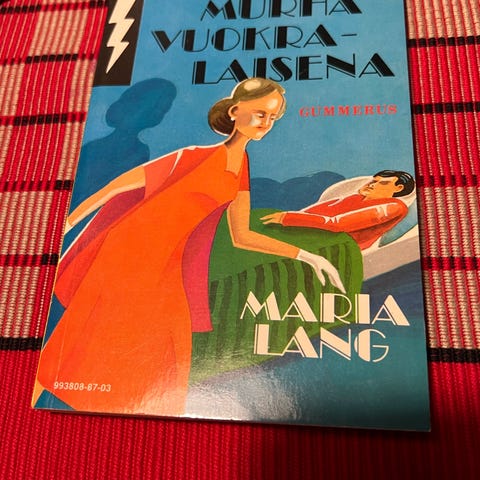 MURHA
VUOKRA-
LAISENA
GUMMERUS
MARIA
LANG
993808-87-03